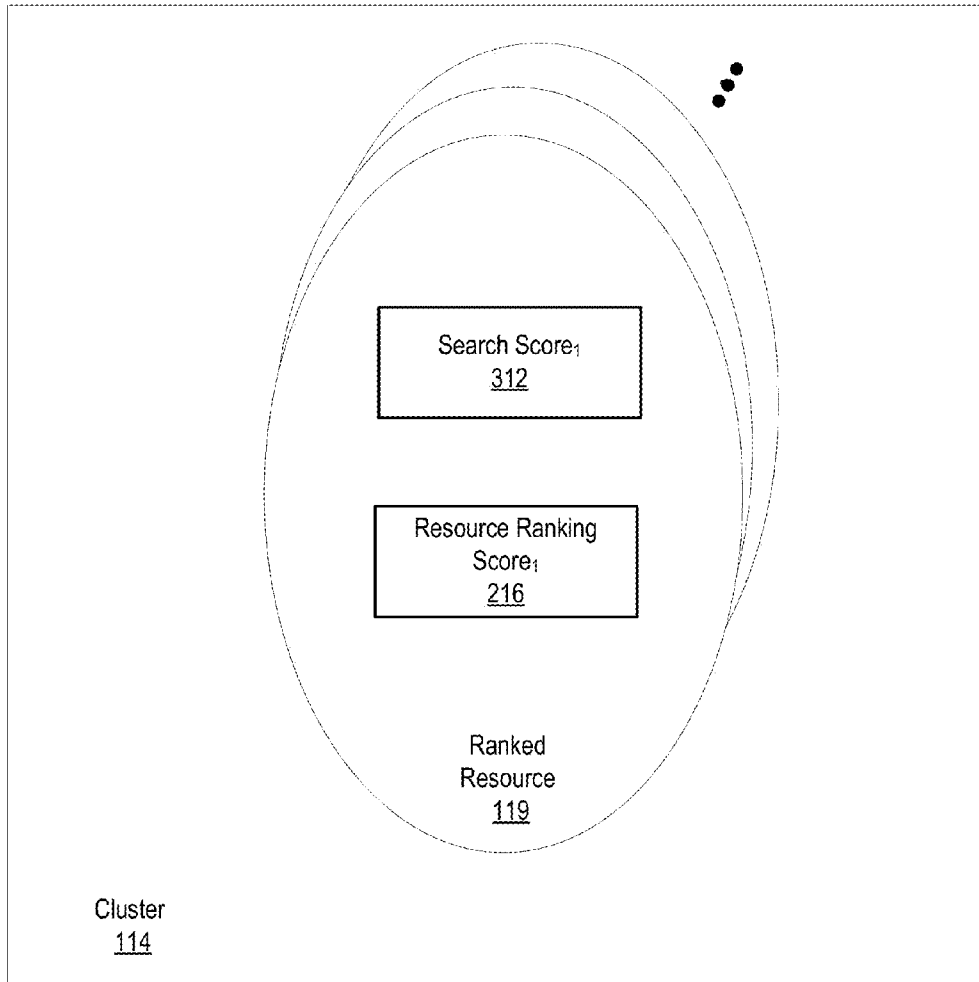 Search Score₁
312
Resource Ranking
Score₁
216
Ranked
Resource
119
Cluster
114